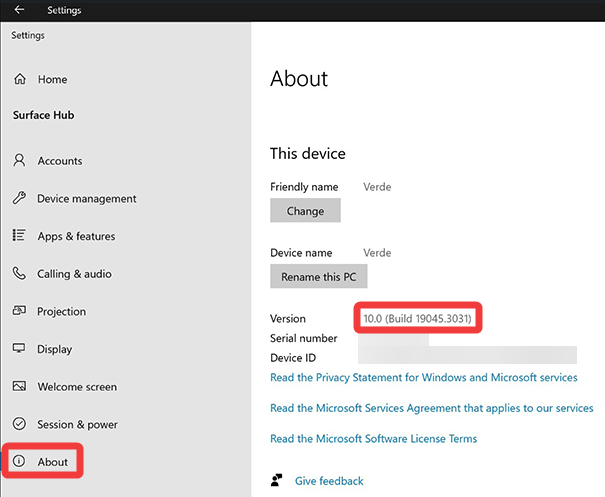 Settings
Settings
Home
Surface Hub
Accounts
Device management
Apps & features
Calling & audio
Projection
Display
Welcome screen
Session & power
About
About
This device
Friendly name Verde
Change
Device name Verde
Rename this PC
Version 10.0 (Build 19045.3031)
Serial number
Device ID
Read the Privacy Statement for Windows and Microsoft services
Read the Microsoft Services Agreement that applies to our services
Read the Microsoft Software License Terms
Give feedback